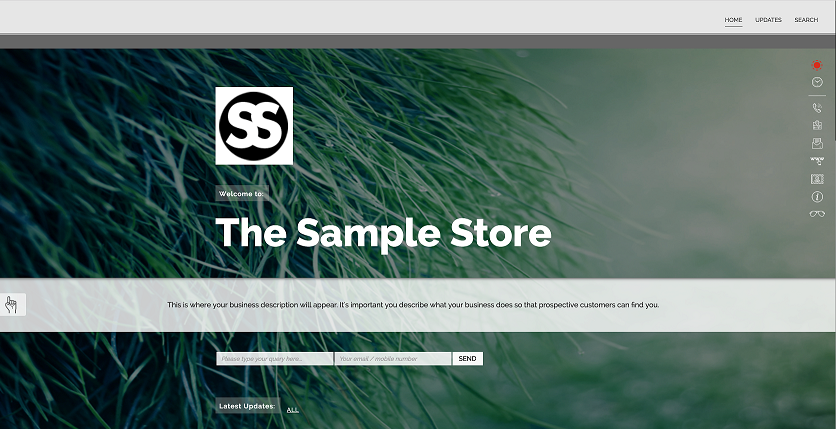 HOME UPDATES SEARCH
SS
Welcome to:
The Sample Store
This is where your business description will appear. It's important you describe what your business does so that prospective customers can find you.
Please type your query here... Your email / mobile number SEND
Latest Updates: ALL